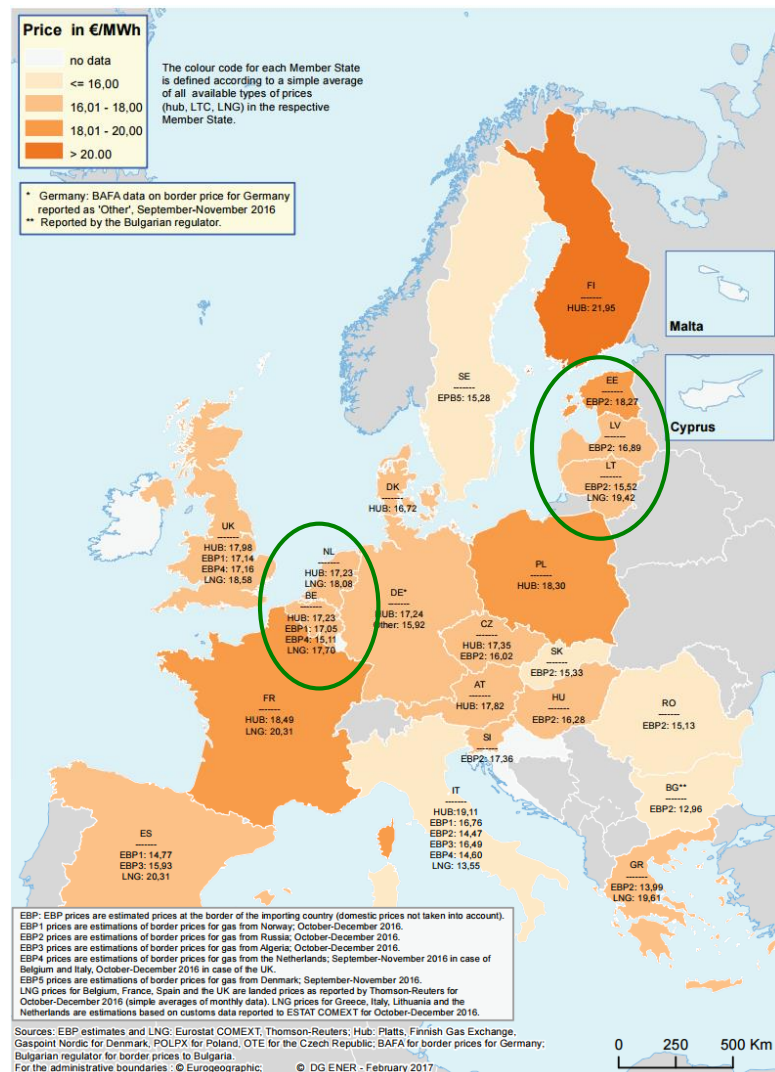 Price in €/MWh
no data
<= 16,00
16,01 - 18,00
18,01 - 20,00
> 20.00
The colour code for each Member State
is defined according to a simple average
of all available types of prices
(hub, LTC, LNG) in the respective
Member State.
* Germany: BAFA data on border price for Germany
reported as 'Other', September-November 2016
** Reported by the Bulgarian regulator.
FI
-------
HUB: 21,95
Malta
Cyprus
SE
-------
EPB5: 15,28
EE
-------
EBP2: 18,27
LV
-------
EBP2: 16,89
LT
-------
EBP2: 15,52
LNG: 19,42
DK
-------
HUB: 16,72
UK
-------
HUB: 17,98
EBP1: 17,14
EBP4: 17,16
LNG: 18,58
NL
-------
HUB: 17,23
LNG: 18,08
BE
-------
HUB: 17,23
EBP1: 17,05
EBP4: 15,11
LNG: 17,70
DE*
-------
HUB: 17,24
Other: 15,92
PL
-------
HUB: 18,30
CZ
-------
HUB: 17,35
EBP2: 16,02
SK
-------
EBP2: 15,33
AT
-------
HUB: 17,82
HU
-------
EBP2: 16,28
RO
-------
EBP2: 15,13
SI
-------
EBP2: 17,36
FR
-------
HUB: 18,49
LNG: 20,31
IT
-------
HUB:19,11
EBP1: 16,76
EBP2: 14,47
EBP3: 16,49
EBP4: 14,60
LNG: 13,55
BG**
-------
EBP2: 12,96
ES
-------
EBP1: 14,77
EBP3: 15,93
LNG: 20,31
GR
-------
EBP2: 13,99
LNG: 19,61
EBP: EBP prices are estimated prices at the border of the importing country (domestic prices not taken into account).
EBP1 prices are estimations of border prices for gas from Norway; October-December 2016.
EBP2 prices are estimations of border prices for gas from Russia; October-December 2016.
EBP3 prices are estimations of border prices for gas from Algeria; October-December 2016.
EBP4 prices are estimations of border prices for gas from the Netherlands; September-November 2016 in case of
Belgium and Italy, October-December 2016 in case of the UK.
EBP5 prices are estimations of border prices for gas from Denmark; September-November 2016.
LNG prices for Belgium, France, Spain and the UK are landed prices as reported by Thomson-Reuters for
October-December 2016 (simple averages of monthly data). LNG prices for Greece, Italy, Lithuania and the
Netherlands are estimations based on customs data reported to ESTAT COMEXT for October-December 2016.
Sources: EBP estimates and LNG: Eurostat COMEXT, Thomson-Reuters; Hub: Platts, Finnish Gas Exchange,
Gaspoint Nordic for Denmark, POLPX for Poland, OTE for the Czech Republic; BAFA for border prices for Germany;
Bulgarian regulator for border prices to Bulgaria.
For the administrative boundaries : © Eurogeographic; © DG ENER - February 2017
0 250 500 Km